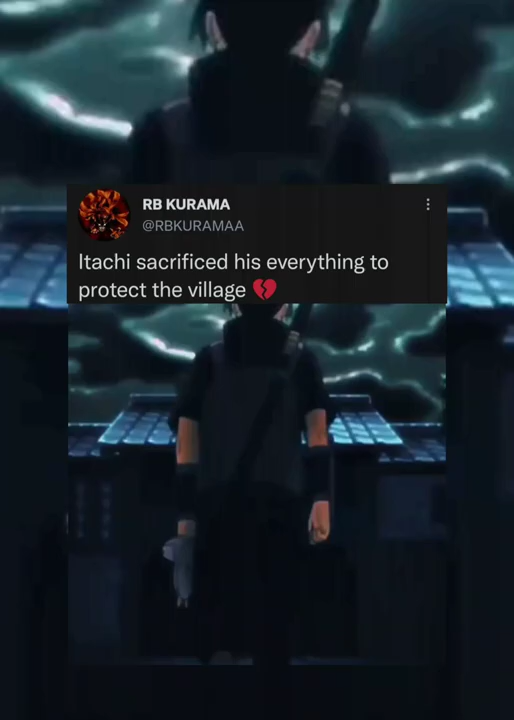 RB KURAMA
@RBKURAMAA
Itachi sacrificed his everything to
protect the village 💔